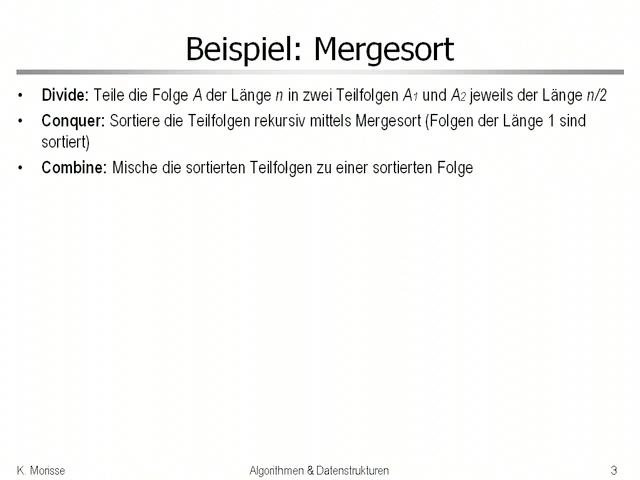 Beispiel: Mergesort
• Divide: Teile die Folge A der Länge n in zwei Teilfolgen A1 und A2 jeweils der Länge n/2
• Conquer: Sortiere die Teilfolgen rekursiv mittels Mergesort (Folgen der Länge 1 sind
sortiert)
• Combine: Mische die sortierten Teilfolgen zu einer sortierten Folge
K. Morisse Algorithmen & Datenstrukturen 3